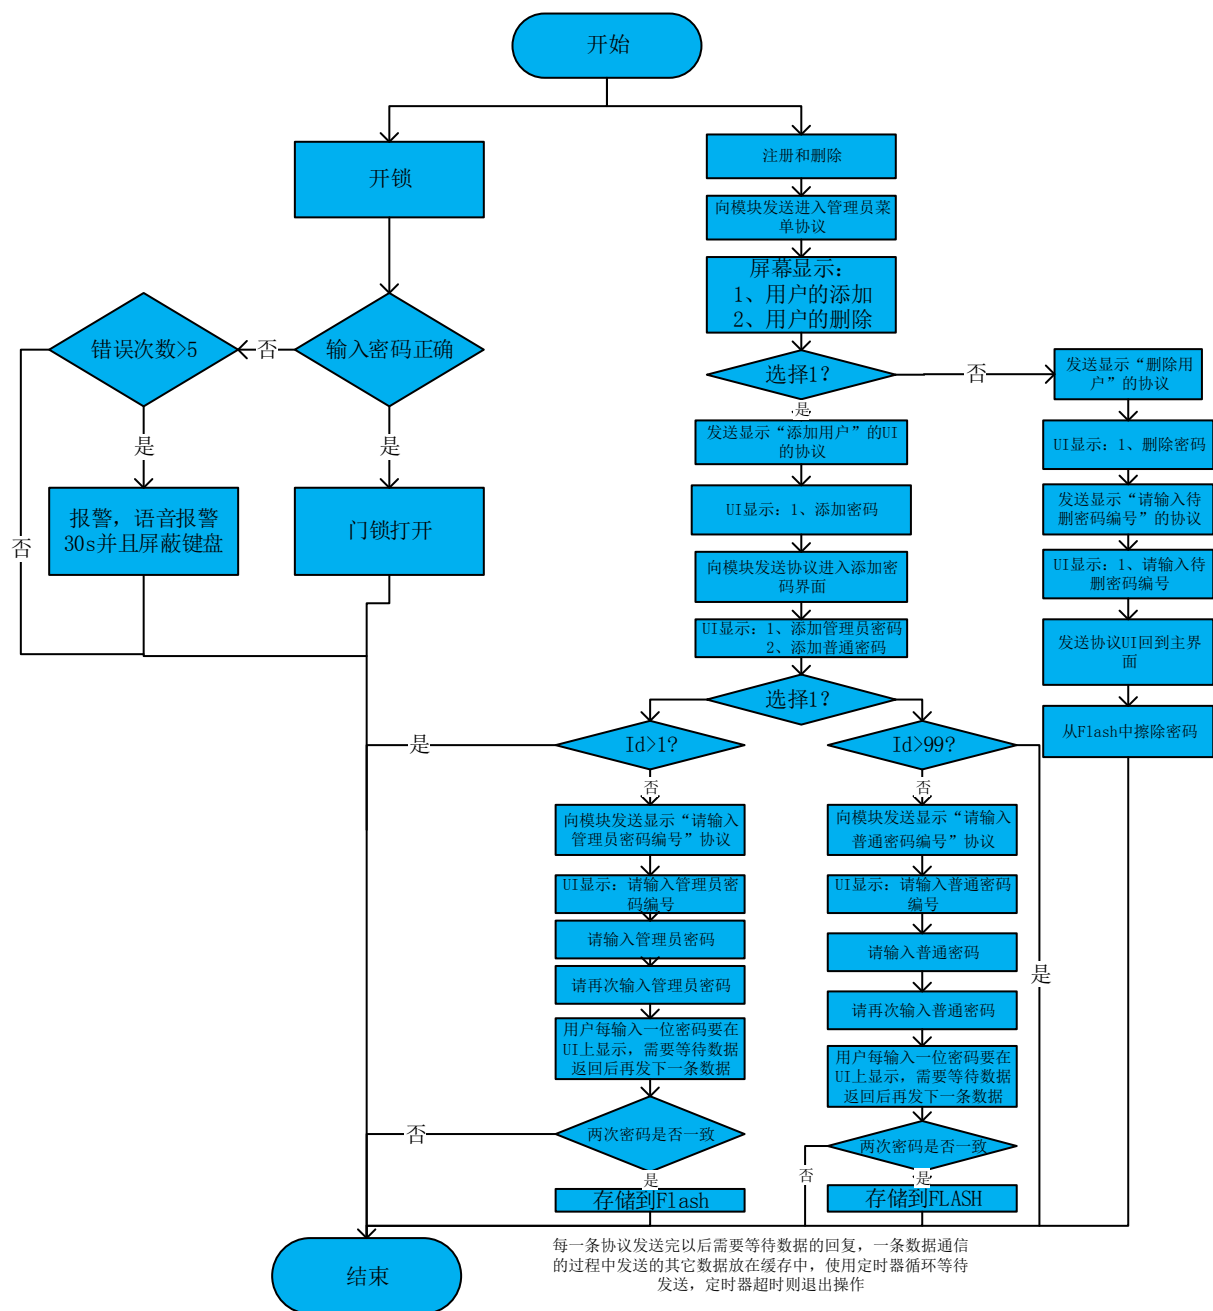 开始
开锁
注册和删除
向模块发送进入管理员菜
单协议
屏幕显示：
1、用户的添加
2、用户的删除
错误次数>5
否
输入密码正确
选择1？
否
发送显示“删除用
户”的协议
是
是
是
发送显示“添加用户”的UI
的协议
UI显示：1、删除密码
报警，语音报警
30s并且屏蔽键盘
门锁打开
否
UI显示：1、添加密码
发送显示“请输入待
删密码编号”的协议
向模块发送协议进入添加密
码界面
UI显示：1、请输入待
删密码编号
UI显示：1、添加管理员密码
2、添加普通密码
发送协议UI回到主界
面
选择1？
是
Id>1？
Id>99？
从Flash中擦除密码
否
否
向模块发送显示“请输入
管理员密码编号”协议
向模块发送显示“请输入
普通密码编号”协议
UI显示：请输入管理员密
码编号
UI显示：请输入普通密码
编号
请输入管理员密码
请输入普通密码
是
请再次输入管理员密码
请再次输入普通密码
用户每输入一位密码要在
UI上显示，需要等待数据
返回后再发下一条数据
用户每输入一位密码要在
UI上显示，需要等待数据
返回后再发下一条数据
否
两次密码是否一致
两次密码是否一致
是
否
是
存储到Flash
存储到FLASH
结束
每一条协议发送完以后需要等待数据的回复，一条数据通信
的过程中发送的其它数据放在缓存中，使用定时器循环等待
发送，定时器超时则退出操作